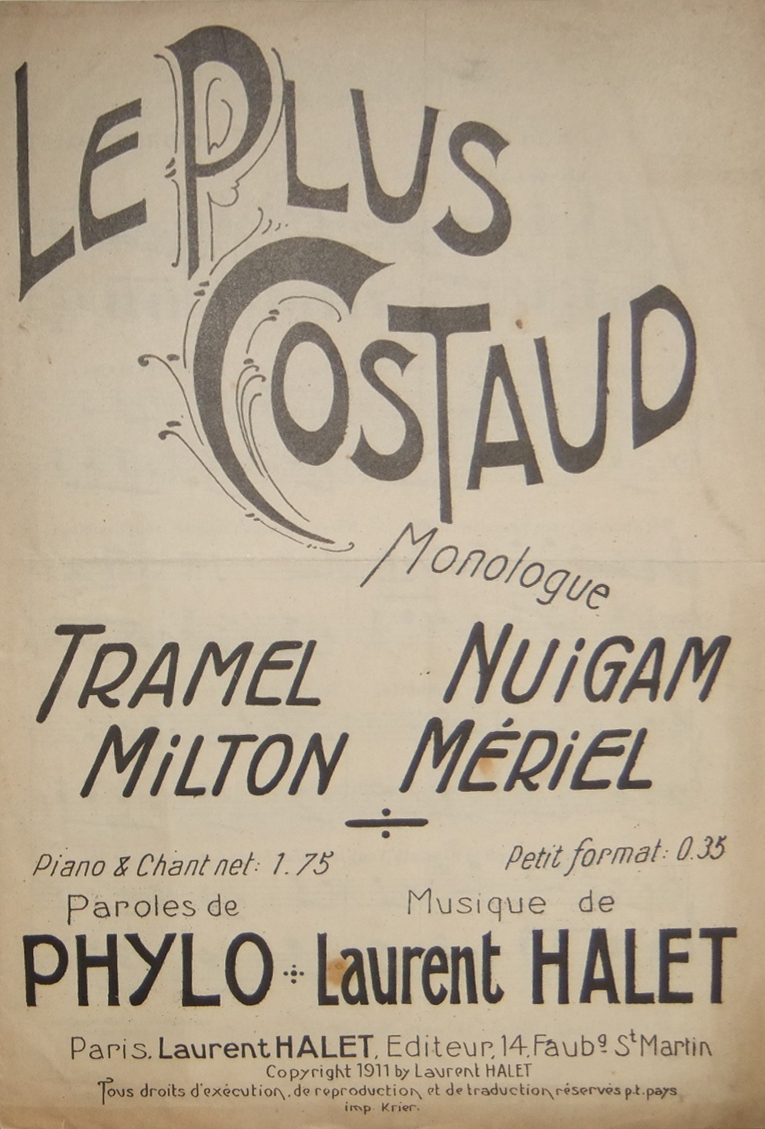 LE PLUS
COSTAUD
Monologue
TRAMEL NUiGAM
MiLTON MÉRiEL
Piano & Chant net: 1.75 Petit format: 0.35
Paroles de Musique de
PHYLO Laurent HALET
Paris. Laurent HALET, Editeur, 14, Faubg St Martin
Copyright 1911 by Laurent HALET
Tous droits d'exécution, de reproduction et de traduction réservés p.t. pays
imp. Krier.